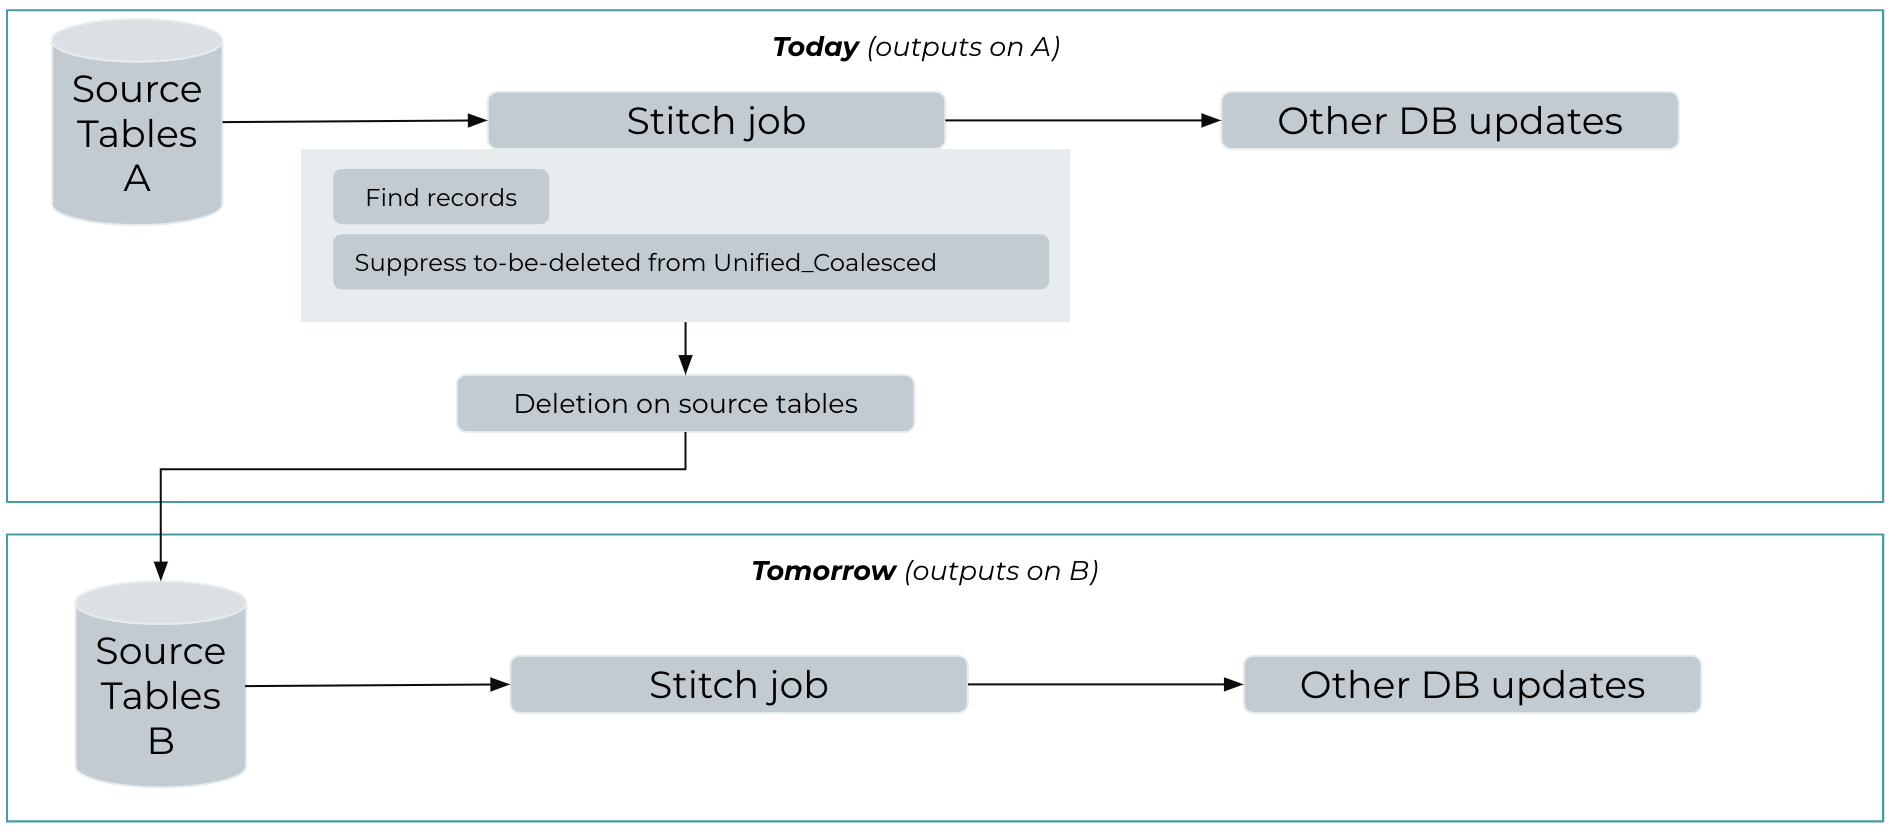 Today (outputs on A)
Source
Tables
A
Stitch job
Other DB updates
Find records
Suppress to-be-deleted from Unified_Coalesced
Deletion on source tables
Tomorrow (outputs on B)
Source
Tables
B
Stitch job
Other DB updates